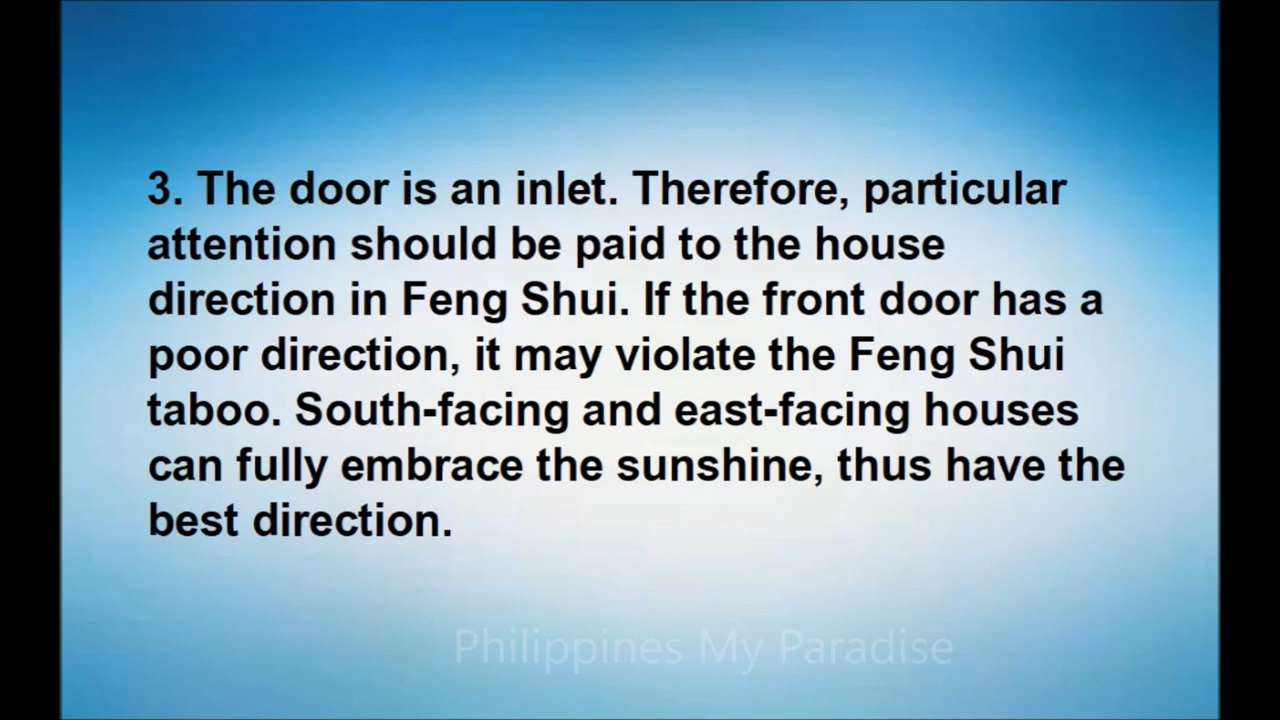 3. The door is an inlet. Therefore, particular
attention should be paid to the house
direction in Feng Shui. If the front door has a
poor direction, it may violate the Feng Shui
taboo. South-facing and east-facing houses
can fully embrace the sunshine, thus have the
best direction.
Philippines My Paradise